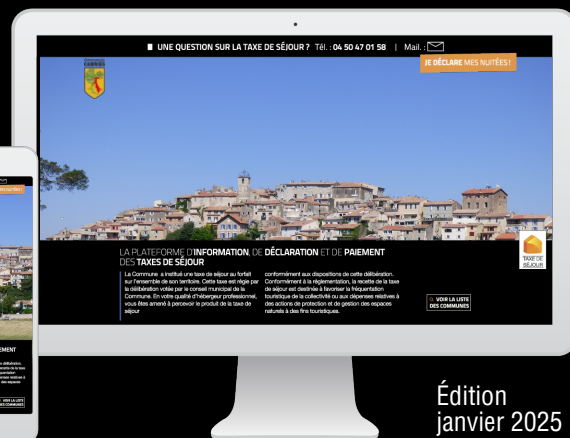 UNE QUESTION SUR LA TAXE DE SÉJOUR ? Tél. : 04 50 47 01 58 | Mail. :
JE DÉCLARE MES NUITÉES !
LA PLATEFORME D'INFORMATION, DE DÉCLARATION ET DE PAIEMENT
DES TAXES DE SÉJOUR
La Commune a institué une taxe de séjour au forfait
sur l'ensemble de son territoire. Cette taxe est régie par
la délibération votée par le conseil municipal de la
Commune. En votre qualité d'hébergeur professionnel,
vous êtes amené à percevoir le produit de la taxe de
séjour
conformément aux dispositions de cette délibération.
Conformément à la réglementation, la recette de la taxe
de séjour est destinée à favoriser la fréquentation
touristique de la collectivité ou aux dépenses relatives à
des actions de protection et de gestion des espaces
naturels à des fins touristiques.
TAXE DE
SÉJOUR
VOIR LA LISTE
DES COMMUNES
EMENT
VOIR LA LISTE
DES COMMUNES
Édition
janvier 2025